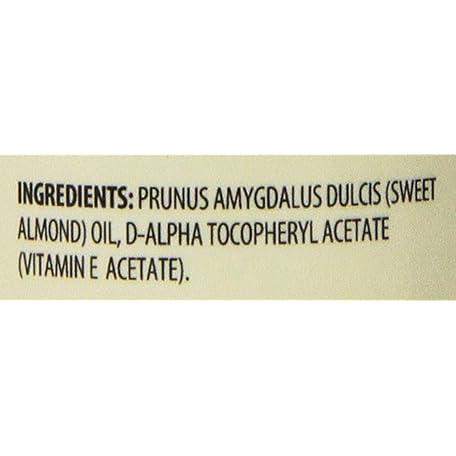 INGREDIENTS: PRUNUS AMYGDALUS DULCIS (SWEET
ALMOND) OIL, D-ALPHA TOCOPHERYL ACETATE
(VITAMIN E ACETATE).